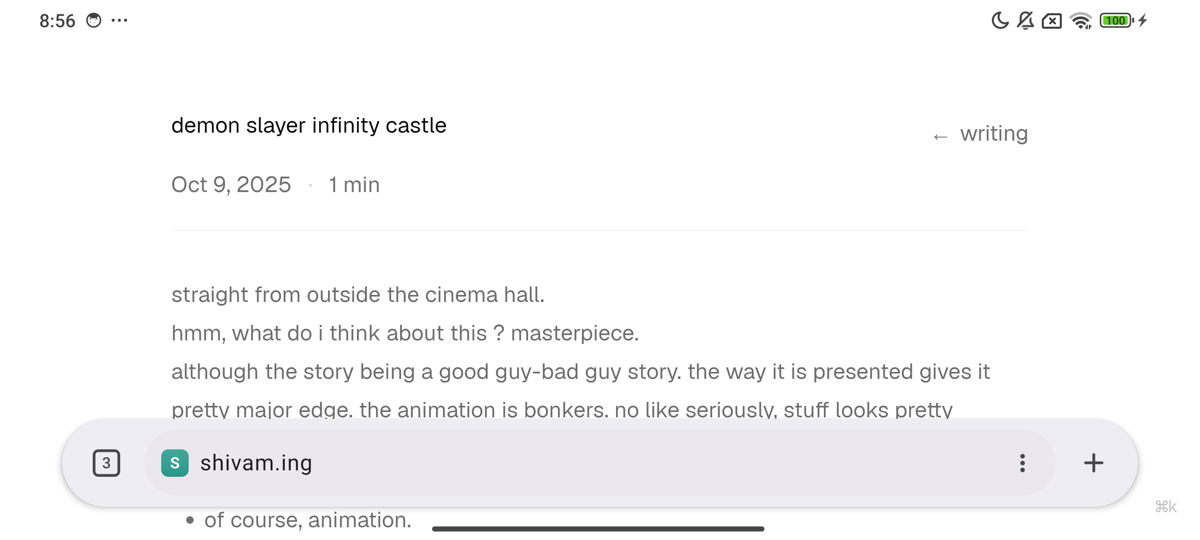 8:56
100
demon slayer infinity castle
← writing
Oct 9, 2025 · 1 min
straight from outside the cinema hall.
hmm, what do i think about this ? masterpiece.
although the story being a good guy-bad guy story. the way it is presented gives it
pretty major edge. the animation is bonkers. no like seriously, stuff looks pretty
3
S
shivam.ing
⌘k
• of course, animation.